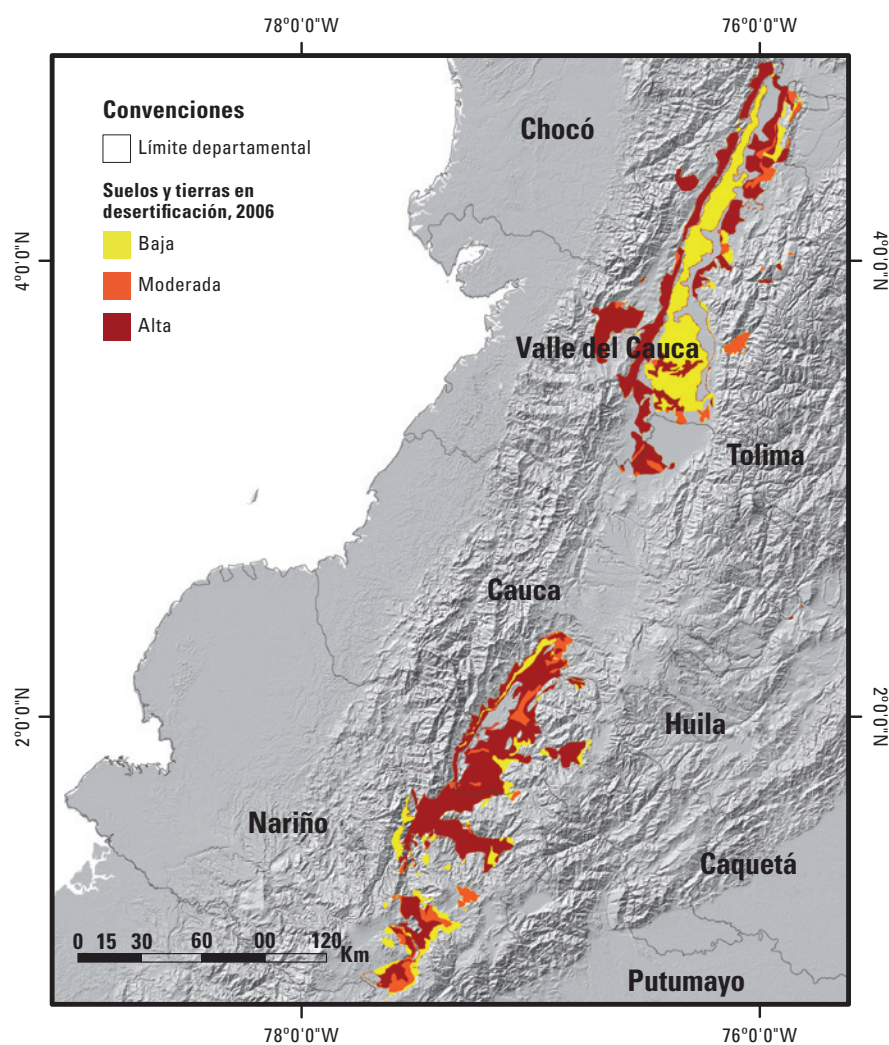 78°0'0"W 76°0'0"W
Convenciones
Límite departamental
Suelos y tierras en
desertificación, 2006
Baja
Moderada
Alta
Chocó
4°0'0"N 4°0'0"N
Valle del Cauca
Tolima
Cauca
2°0'0"N 2°0'0"N
Huila
Nariño
Caquetá
0 15 30 60 00 120
Km
Putumayo
78°0'0"W 76°0'0"W